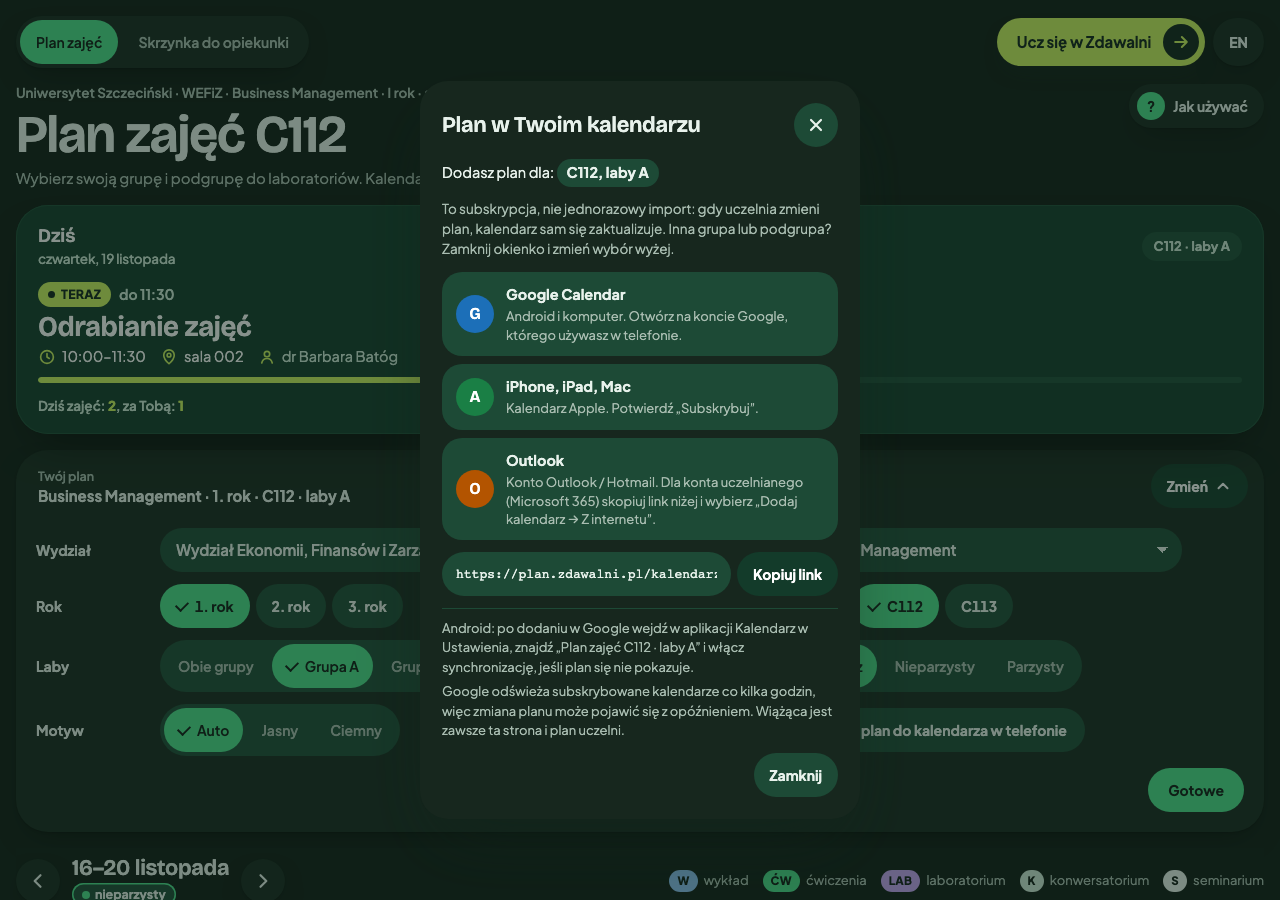 Plan zajęć
Skrzynka do opiekunki
Ucz się w Zdawalni
EN
Uniwersytet Szczeciński · WEFiZ · Business Management · I rok ·
Plan zajęć C112
? Jak używać
Wybierz swoją grupę i podgrupę do laboratoriów.
Dziś
czwartek, 19 listopada
C112 · laby A
TERAZ do 11:30
Odrabianie zajęć
10:00–11:30 sala 002 dr Barbara Batóg
Dziś zajęć: 2, za Tobą: 1
Plan w Twoim kalendarzu
Dodasz plan dla: C112, laby A
To subskrypcja, nie jednorazowy import: gdy uczelnia zmieni
plan, kalendarz sam się zaktualizuje. Inna grupa lub podgrupa?
Zamknij okienko i zmień wybór wyżej.
G
Google Calendar
Android i komputer. Otwórz na koncie Google,
którego używasz w telefonie.
A
iPhone, iPad, Mac
Kalendarz Apple. Potwierdź „Subskrybuj”.
O
Outlook
Konto Outlook / Hotmail. Dla konta uczelnianego
(Microsoft 365) skopiuj link niżej i wybierz „Dodaj
kalendarz → Z internetu”.
https://plan.zdawalni.pl/kalendarz
Kopiuj link
Android: po dodaniu w Google wejdź w aplikacji Kalendarz w
Ustawienia, znajdź „Plan zajęć C112 · laby A” i włącz
synchronizację, jeśli plan się nie pokazuje.
Google odświeża subskrybowane kalendarze co kilka godzin,
więc zmiana planu może pojawić się z opóźnieniem. Wiążąca jest
zawsze ta strona i plan uczelni.
Zamknij
Twój plan
Business Management · 1. rok · C112 · laby A
Zmień
Wydział
Wydział Ekonomii, Finansów i
Management
Rok
1. rok
2. rok
3. rok
C112
C113
Laby
Obie grupy
Grupa A
Nieparzysty
Parzysty
Motyw
Auto
Jasny
Ciemny
plan do kalendarza w telefonie
Gotowe
16–20 listopada
nieparzysty
W wykład
ĆW ćwiczenia
LAB laboratorium
K konwersatorium
S seminarium